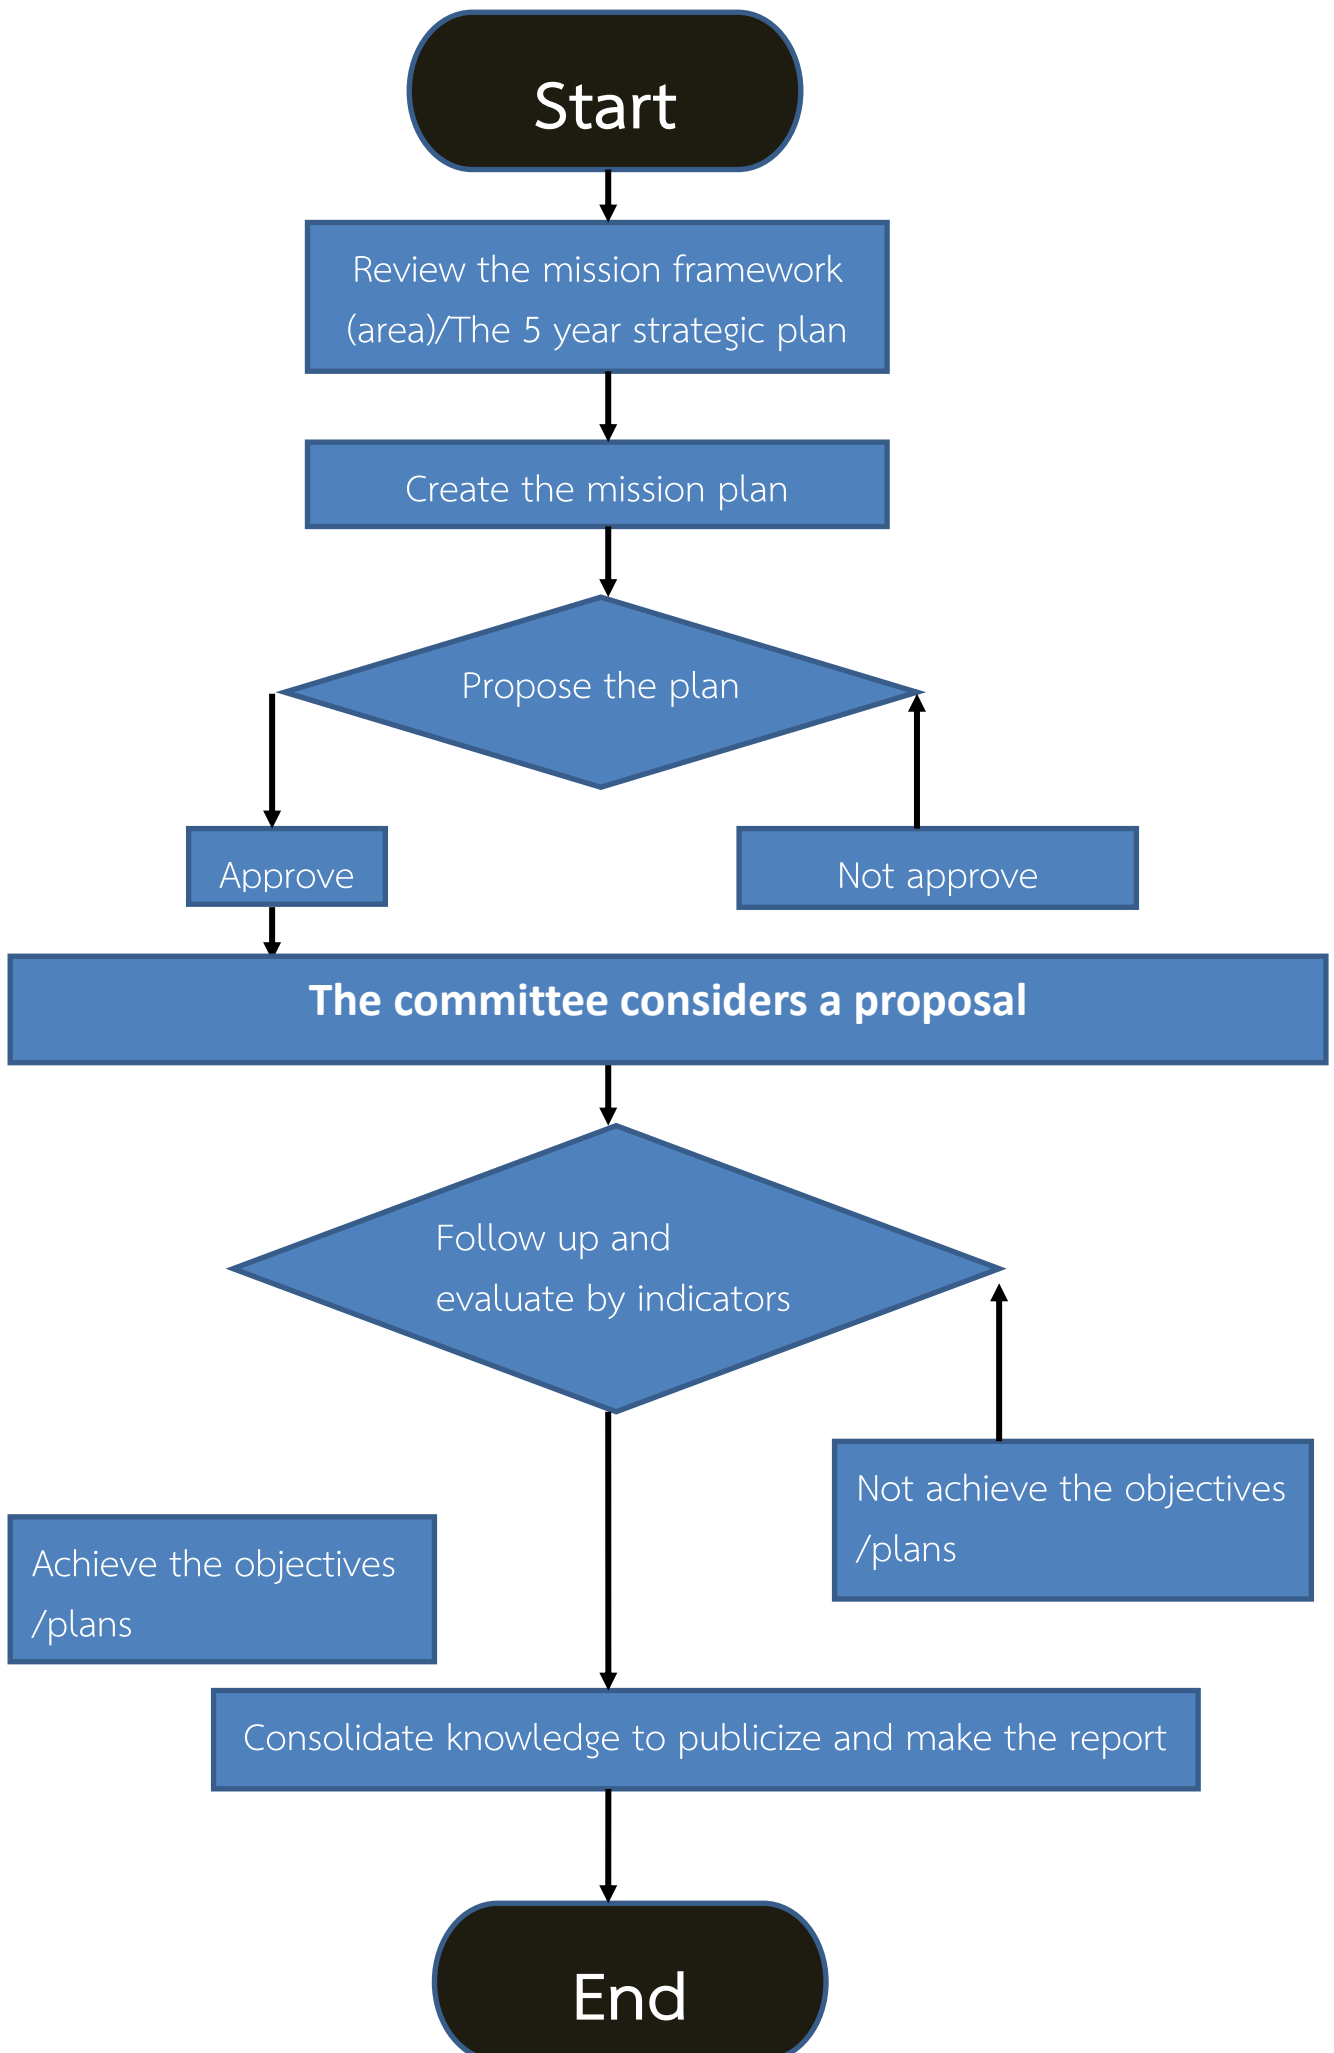 Start
Review the mission framework
(area)/The 5 year strategic plan
Create the mission plan
Propose the plan
Approve
Not approve
The committee considers a proposal
Follow up and
evaluate by indicators
Not achieve the objectives
/plans
Achieve the objectives
/plans
Consolidate knowledge to publicize and make the report
End